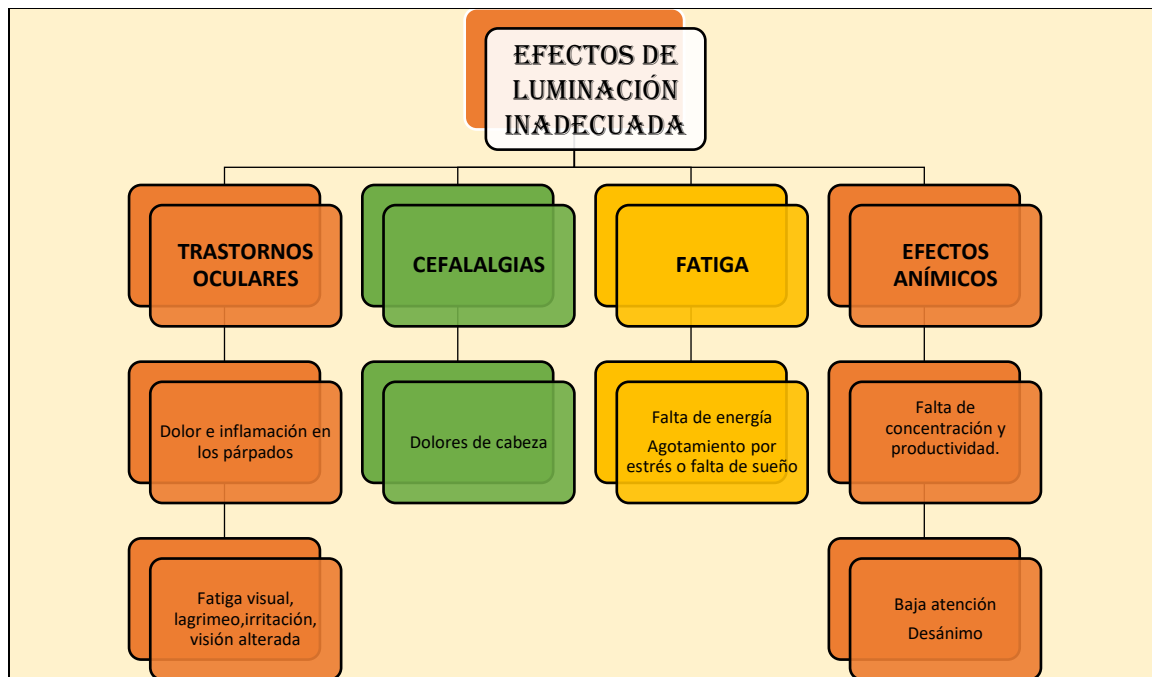 EFECTOS DE
LUMINACIÓN
INADECUADA
TRASTORNOS
OCULARES
CEFALALGIAS
FATIGA
EFECTOS
ANÍMICOS
Dolor e inflamación en
los párpados
Dolores de cabeza
Falta de energía
Agotamiento por
estrés o falta de sueño
Falta de
concentración y
productividad.
Fatiga visual,
lagrimeo,irritación,
visión alterada
Baja atención
Desánimo